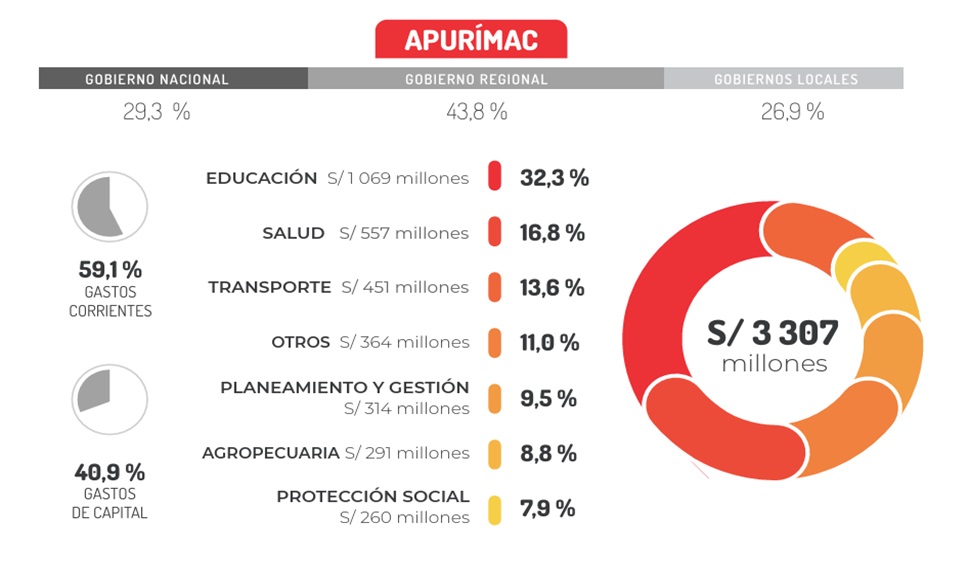 APURÍMAC
GOBIERNO NACIONAL
GOBIERNO REGIONAL
GOBIERNOS LOCALES
29,3 %
43,8 %
26,9 %
59,1 %
GASTOS
CORRIENTES
40,9 %
GASTOS
DE CAPITAL
EDUCACIÓN S/ 1 069 millones 32,3 %
SALUD S/ 557 millones 16,8 %
TRANSPORTE S/ 451 millones 13,6 %
OTROS S/ 364 millones 11,0 %
PLANEAMIENTO Y GESTIÓN
S/ 314 millones 9,5 %
AGROPECUARIA S/ 291 millones 8,8 %
PROTECCIÓN SOCIAL
S/ 260 millones 7,9 %
S/ 3 307
millones